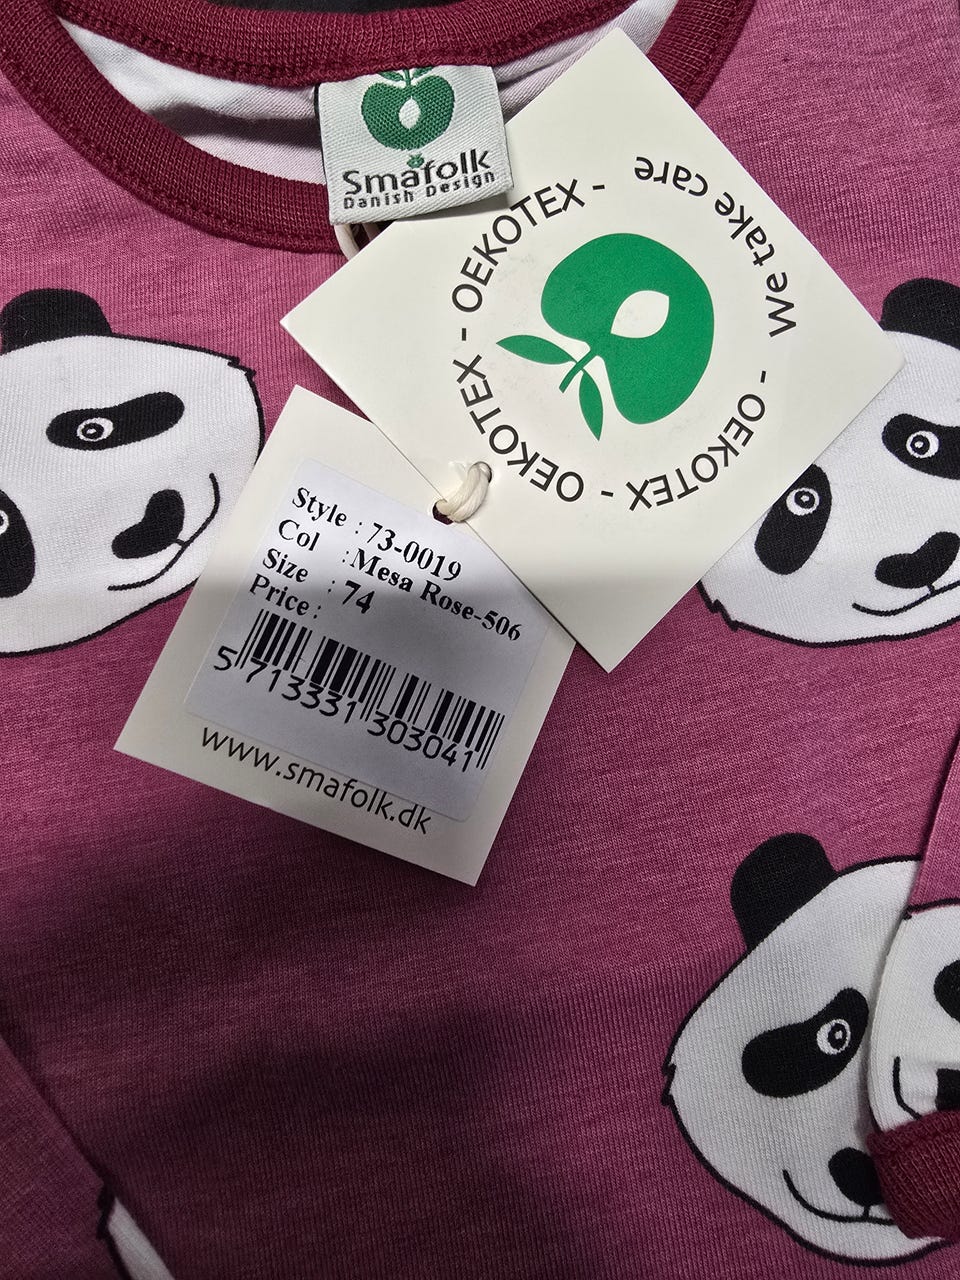 Småfolk
Danish Design
We take care
- OEKOTEX - OEKOTEX - OEKOTEX - OEKOTEX -
Style : 73-0019
Col : Mesa Rose-506
Size : 74
Price :
5 713331 303041
www.smafolk.dk